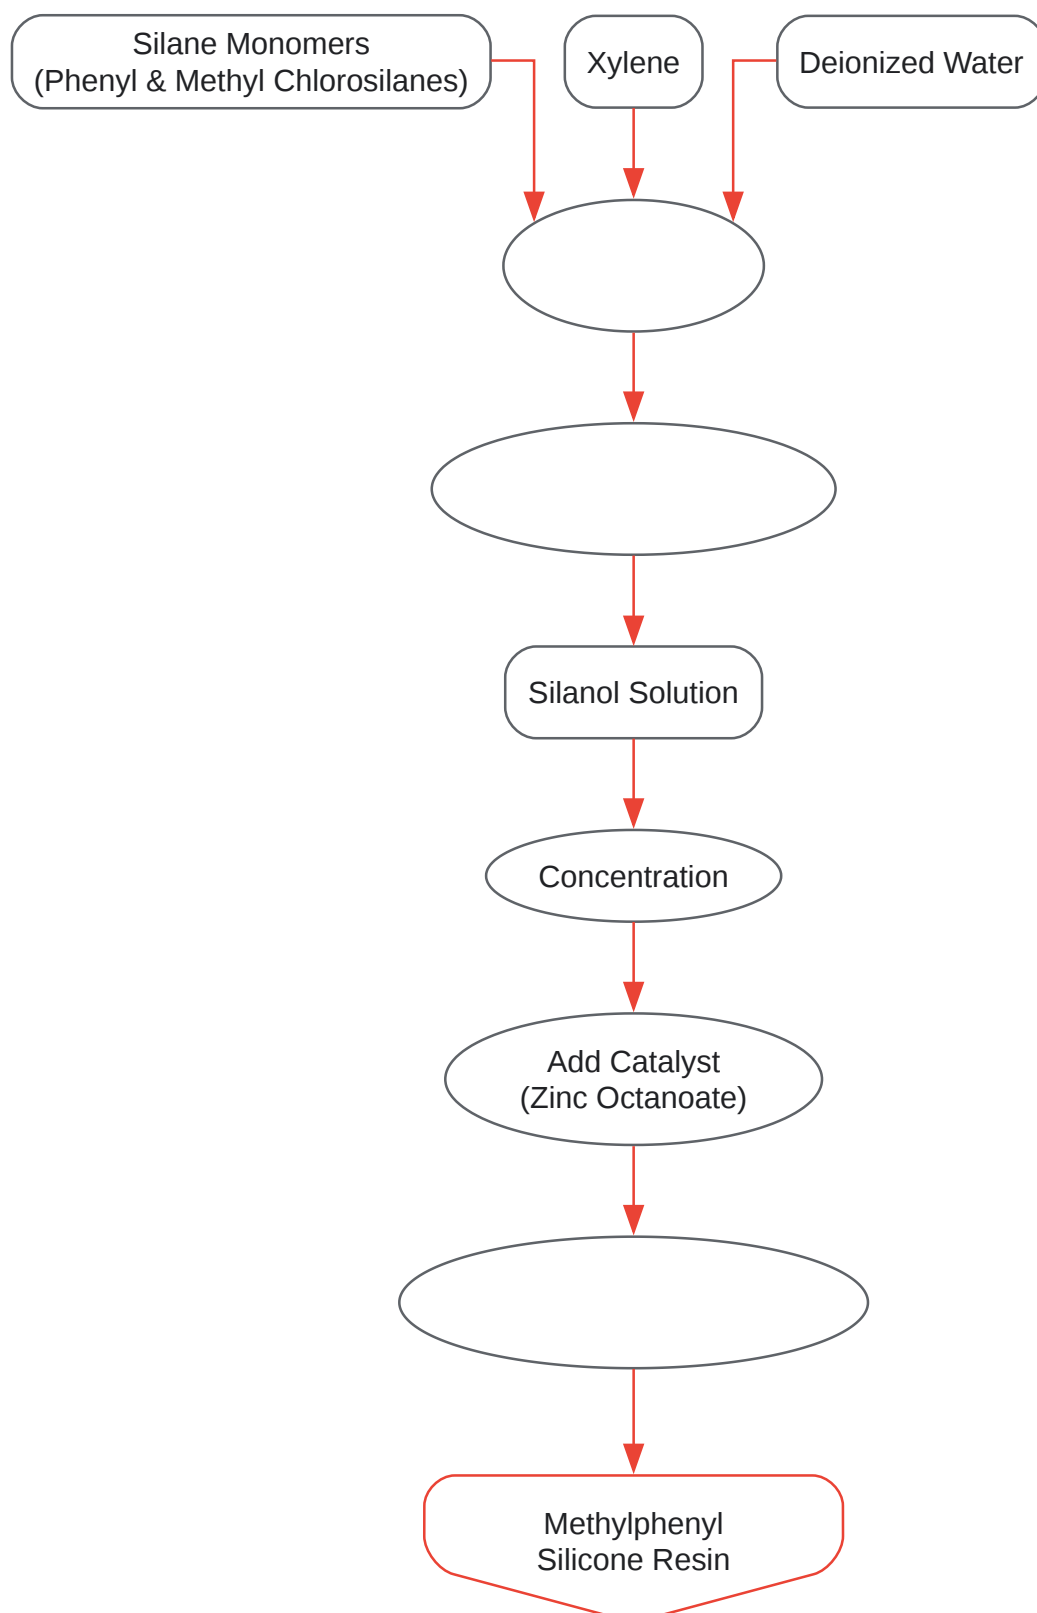 Silane Monomers
(Phenyl & Methyl Chlorosilanes)
Xylene
Deionized Water
Silanol Solution
Concentration
Add Catalyst
(Zinc Octanoate)
Methylphenyl
Silicone Resin